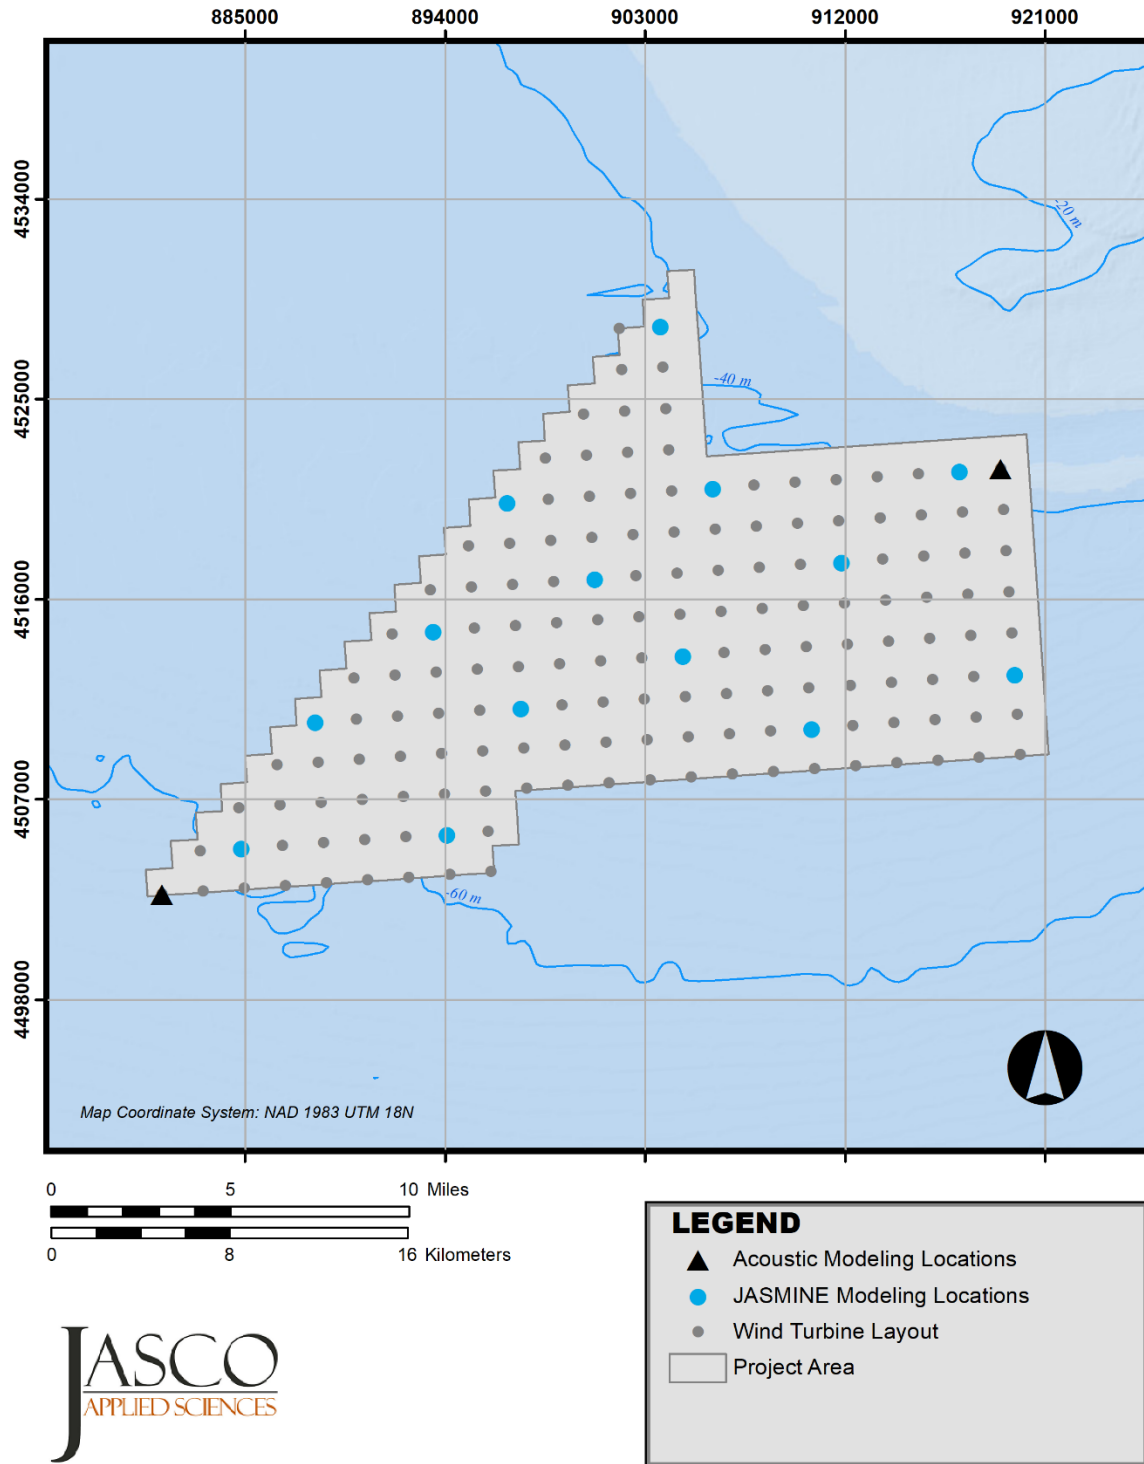 885000 894000 903000 912000 921000
4534000
-20 m
-40 m
4525000
4516000
4507000
-60 m
4498000
Map Coordinate System: NAD 1983 UTM 18N
0 5 10 Miles
0 8 16 Kilometers
LEGEND
Acoustic Modeling Locations
JASMINE Modeling Locations
Wind Turbine Layout
Project Area
JASCO
APPLIED SCIENCES